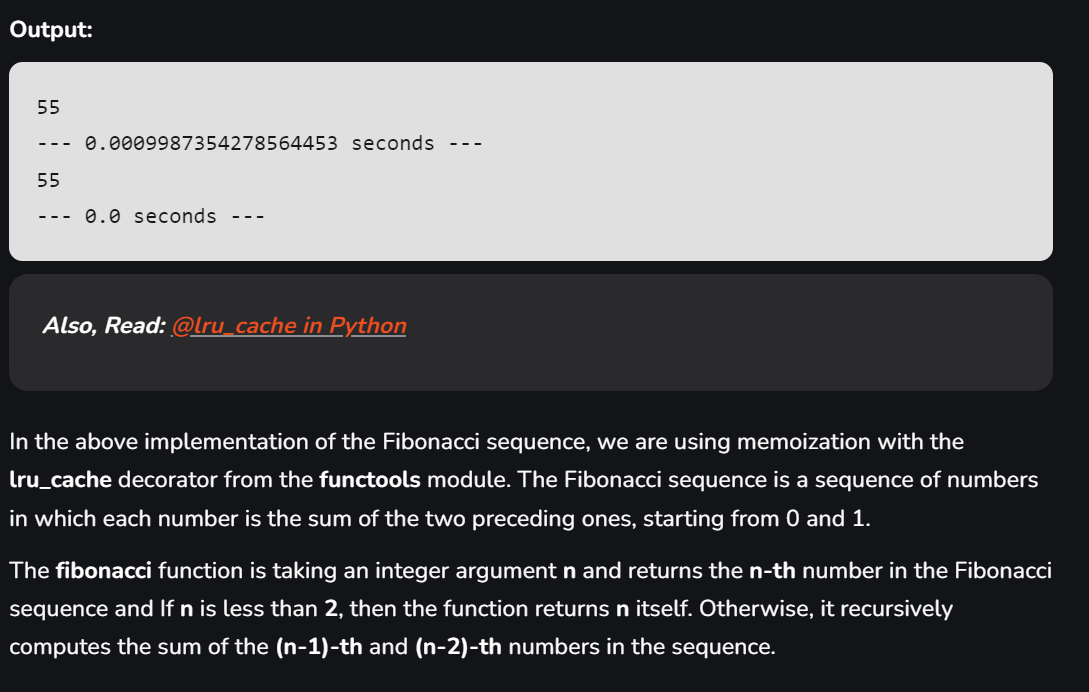 Output:
55
--- 0.0009987354278564453 seconds ---
55
--- 0.0 seconds ---
Also, Read: @lru_cache in Python
In the above implementation of the Fibonacci sequence, we are using memoization with the
lru_cache decorator from the functools module. The Fibonacci sequence is a sequence of numbers
in which each number is the sum of the two preceding ones, starting from 0 and 1.
The fibonacci function is taking an integer argument n and returns the n-th number in the Fibonacci
sequence and If n is less than 2, then the function returns n itself. Otherwise, it recursively
computes the sum of the (n-1)-th and (n-2)-th numbers in the sequence.